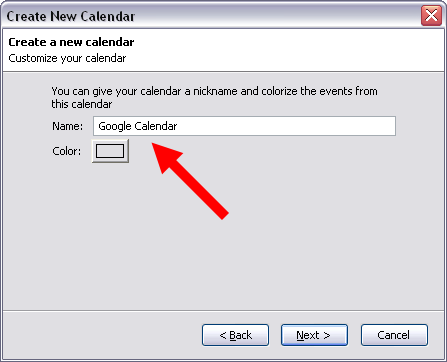 Create New Calendar
Create a new calendar
Customize your calendar
You can give your calendar a nickname and colorize the events from
this calendar
Name: Google Calendar
Color:
< Back Next > Cancel